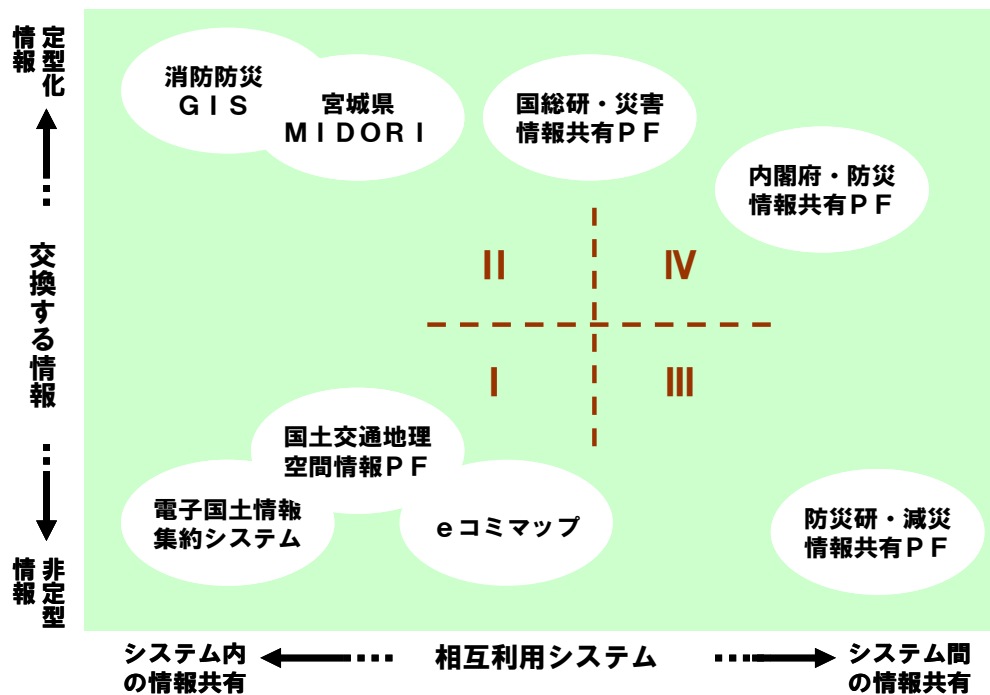 定型化
情報
消防防災
ＧＩＳ
宮城県
ＭＩＤＯＲＩ
国総研・災害
情報共有ＰＦ
内閣府・防災
情報共有ＰＦ
交換する情報
Ⅱ
Ⅳ
Ⅰ
Ⅲ
国土交通地理
空間情報ＰＦ
電子国土情報
集約システム
ｅコミマップ
防災研・減災
情報共有ＰＦ
非定型
情報
システム内
の情報共有
相互利用システム
システム間
の情報共有